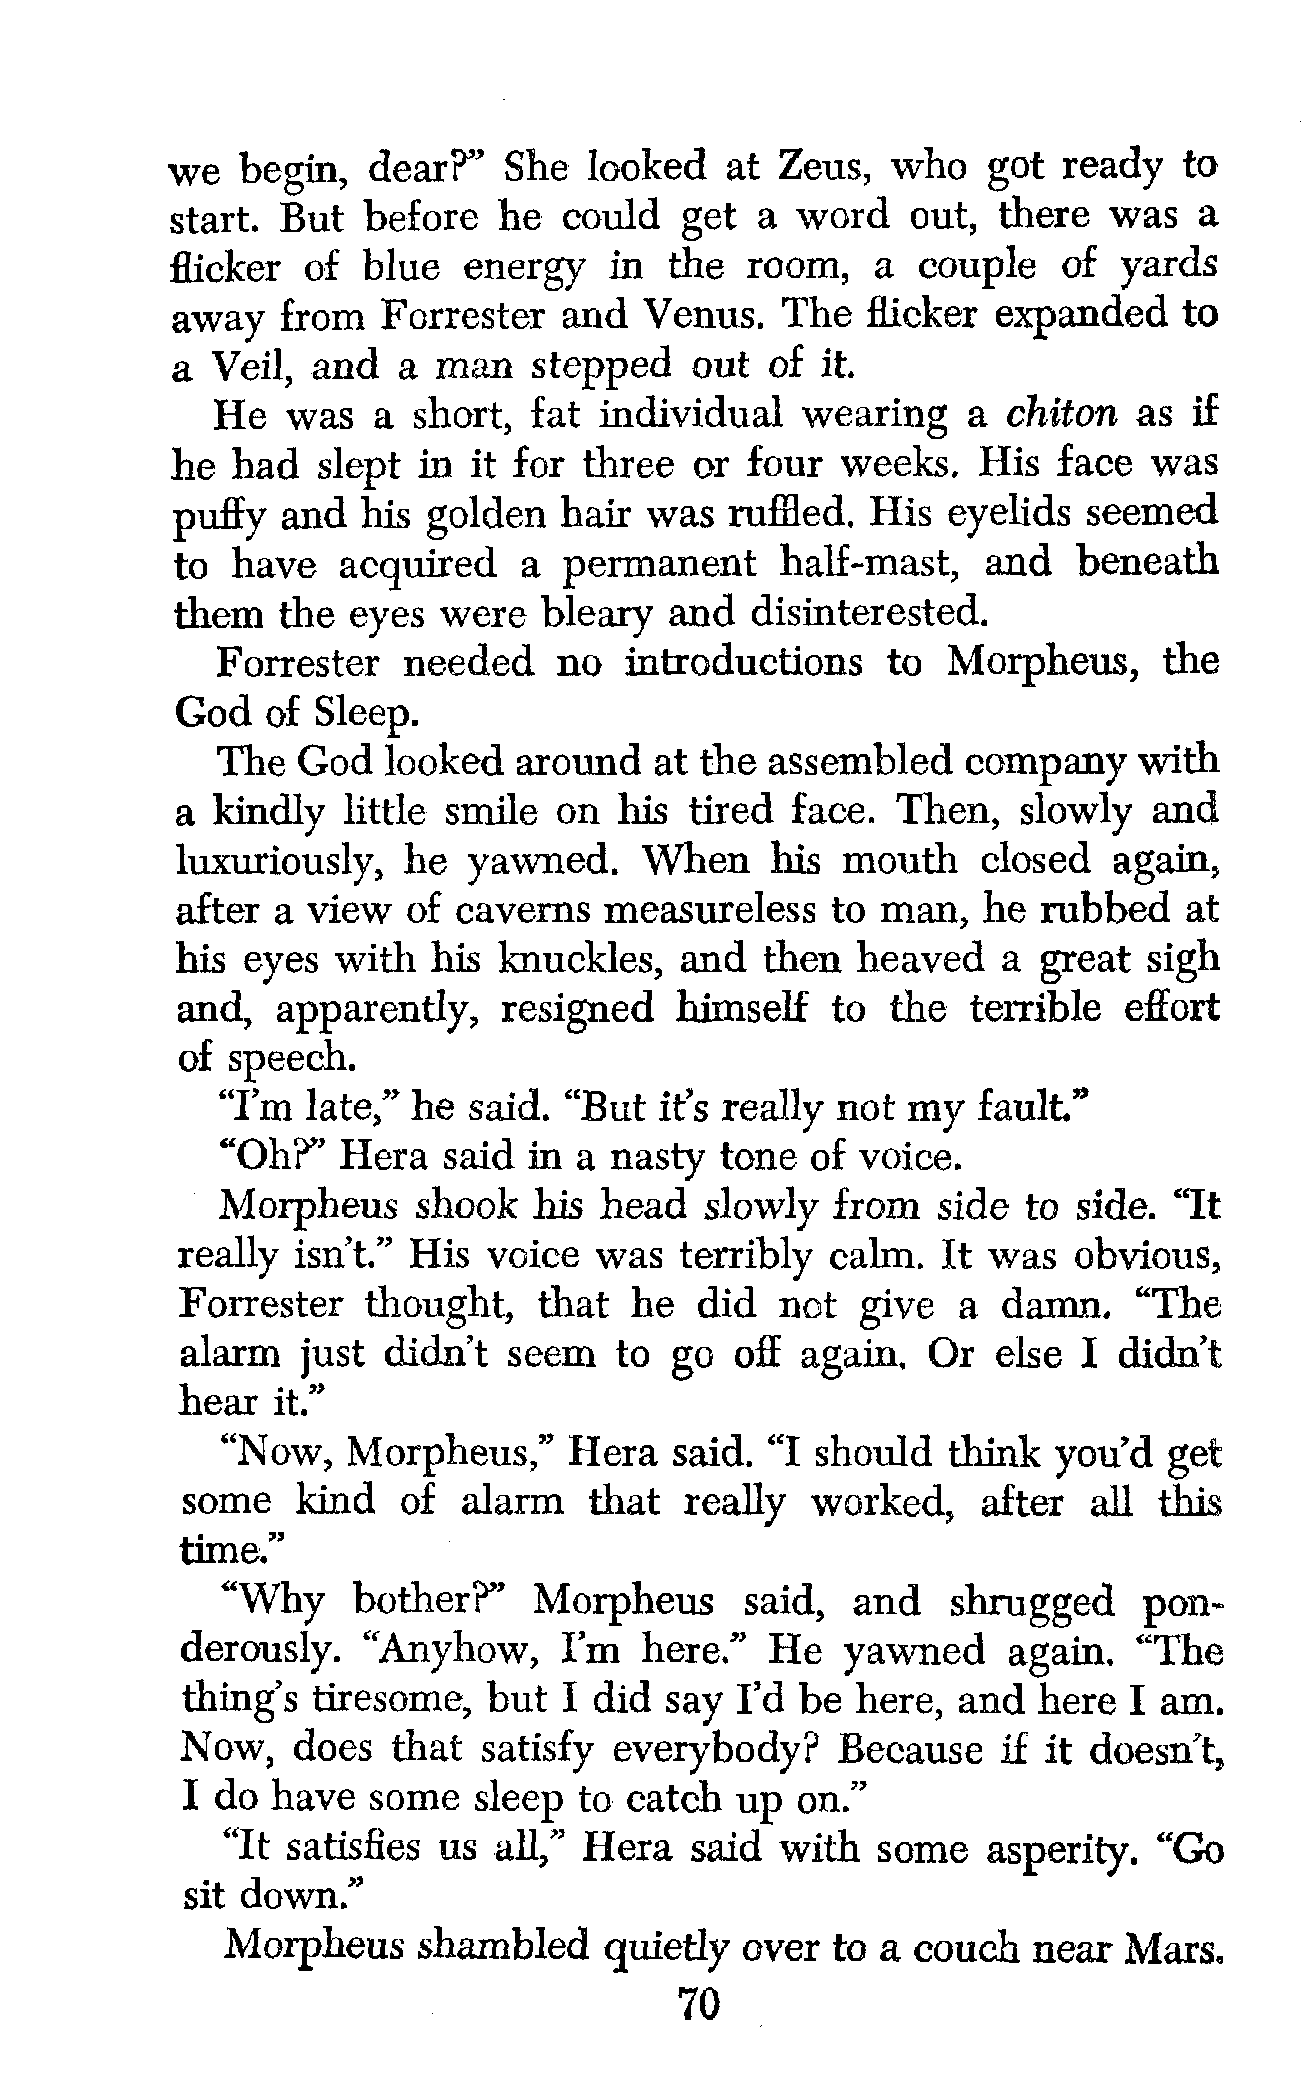 we begin, dear?” She looked at Zeus, who got ready to
start. But before he could get a word out, there was a
flicker of blue energy in the room, a couple of yards
away from Forrester and Venus. The flicker expanded to
a Veil, and a man stepped out of it.
He was a short, fat individual wearing a chiton as if
he had slept in it for three or four weeks. His face was
puffy and his golden hair was ruffled. His eyelids seemed
to have acquired a permanent half-mast, and beneath
them the eyes were bleary and disinterested.
Forrester needed no introductions to Morpheus, the
God of Sleep.
The God looked around at the assembled company with
a kindly little smile on his tired face. Then, slowly and
luxuriously, he yawned. When his mouth closed again,
after a view of caverns measureless to man, he rubbed at
his eyes with his knuckles, and then heaved a great sigh
and, apparently, resigned himself to the terrible effort
of speech.
“I’m late,” he said. “But it’s really not my fault.”
“Oh?” Hera said in a nasty tone of voice.
Morpheus shook his head slowly from side to side. “It
really isn’t.” His voice was terribly calm. It was obvious,
Forrester thought, that he did not give a damn. “The
alarm just didn’t seem to go off again. Or else I didn’t
hear it.”
“Now, Morpheus,” Hera said. “I should think you’d get
some kind of alarm that really worked, after all this
time.”
“Why bother?” Morpheus said, and shrugged pon-
derously. “Anyhow, I’m here.” He yawned again. “The
thing’s tiresome, but I did say I’d be here, and here I am.
Now, does that satisfy everybody? Because if it doesn’t,
I do have some sleep to catch up on.”
“It satisfies us all,” Hera said with some asperity. “Go
sit down.”
Morpheus shambled quietly over to a couch near Mars.
70